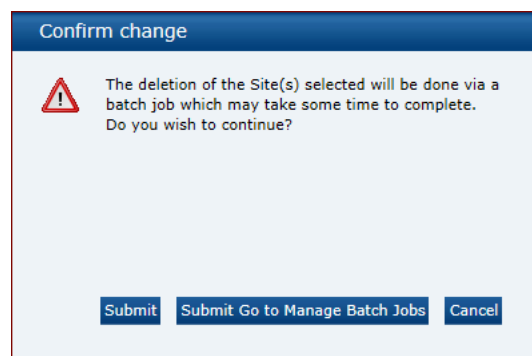 Confirm change
The deletion of the Site(s) selected will be done via a
batch job which may take some time to complete.
Do you wish to continue?
Submit Submit Go to Manage Batch Jobs Cancel